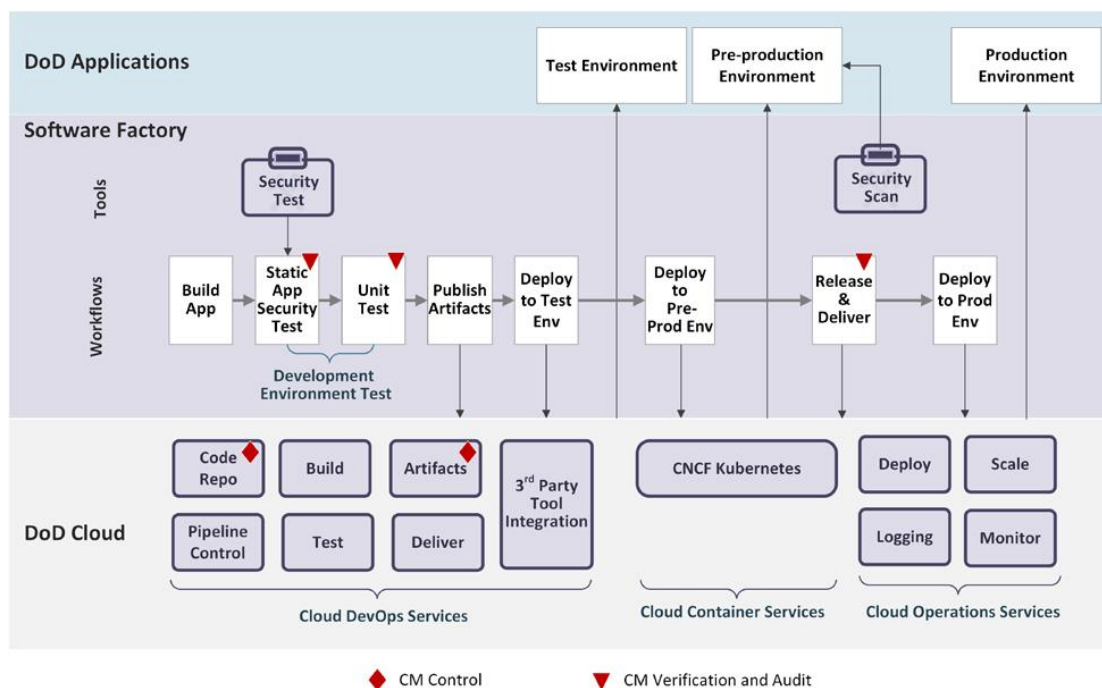 DoD Applications
Test Environment
Pre-production
Environment
Production
Environment
Software Factory
Tools
Security
Test
Security
Scan
Workflows
Build
App
Static
App
Security
Test
Unit
Test
Publish
Artifacts
Deploy
to Test
Env
Deploy
to
Pre-
Prod Env
Release
&
Deliver
Deploy
to Prod
Env
Development
Environment Test
DoD Cloud
Code
Repo
Build
Artifacts
3rd Party
Tool
Integration
Pipeline
Control
Test
Deliver
CNCF Kubernetes
Deploy
Scale
Logging
Monitor
Cloud DevOps Services
Cloud Container Services
Cloud Operations Services
CM Control
CM Verification and Audit